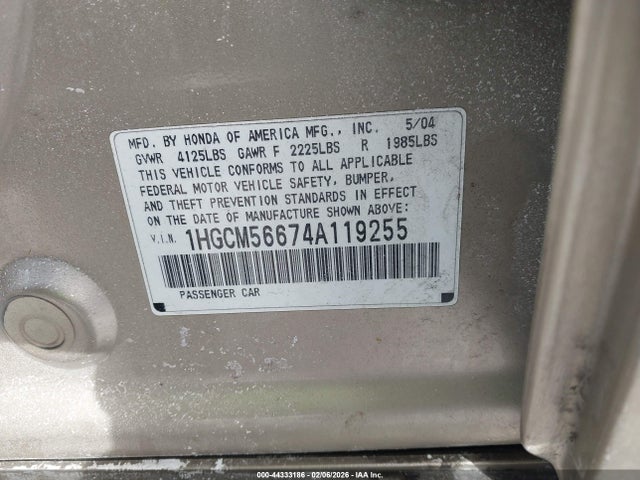 MFD. BY HONDA OF AMERICA MFG., INC. 5/04
GVWR 4125LBS GAWR F 2225LBS R 1985LBS
THIS VEHICLE CONFORMS TO ALL APPLICABLE
FEDERAL MOTOR VEHICLE SAFETY, BUMPER,
AND THEFT PREVENTION STANDARDS IN EFFECT
ON THE DATE OF MANUFACTURE SHOWN ABOVE:
V.I.N. 1HGCM56674A119255
PASSENGER CAR
000-44333186 - 02/06/2026 - IAA Inc.